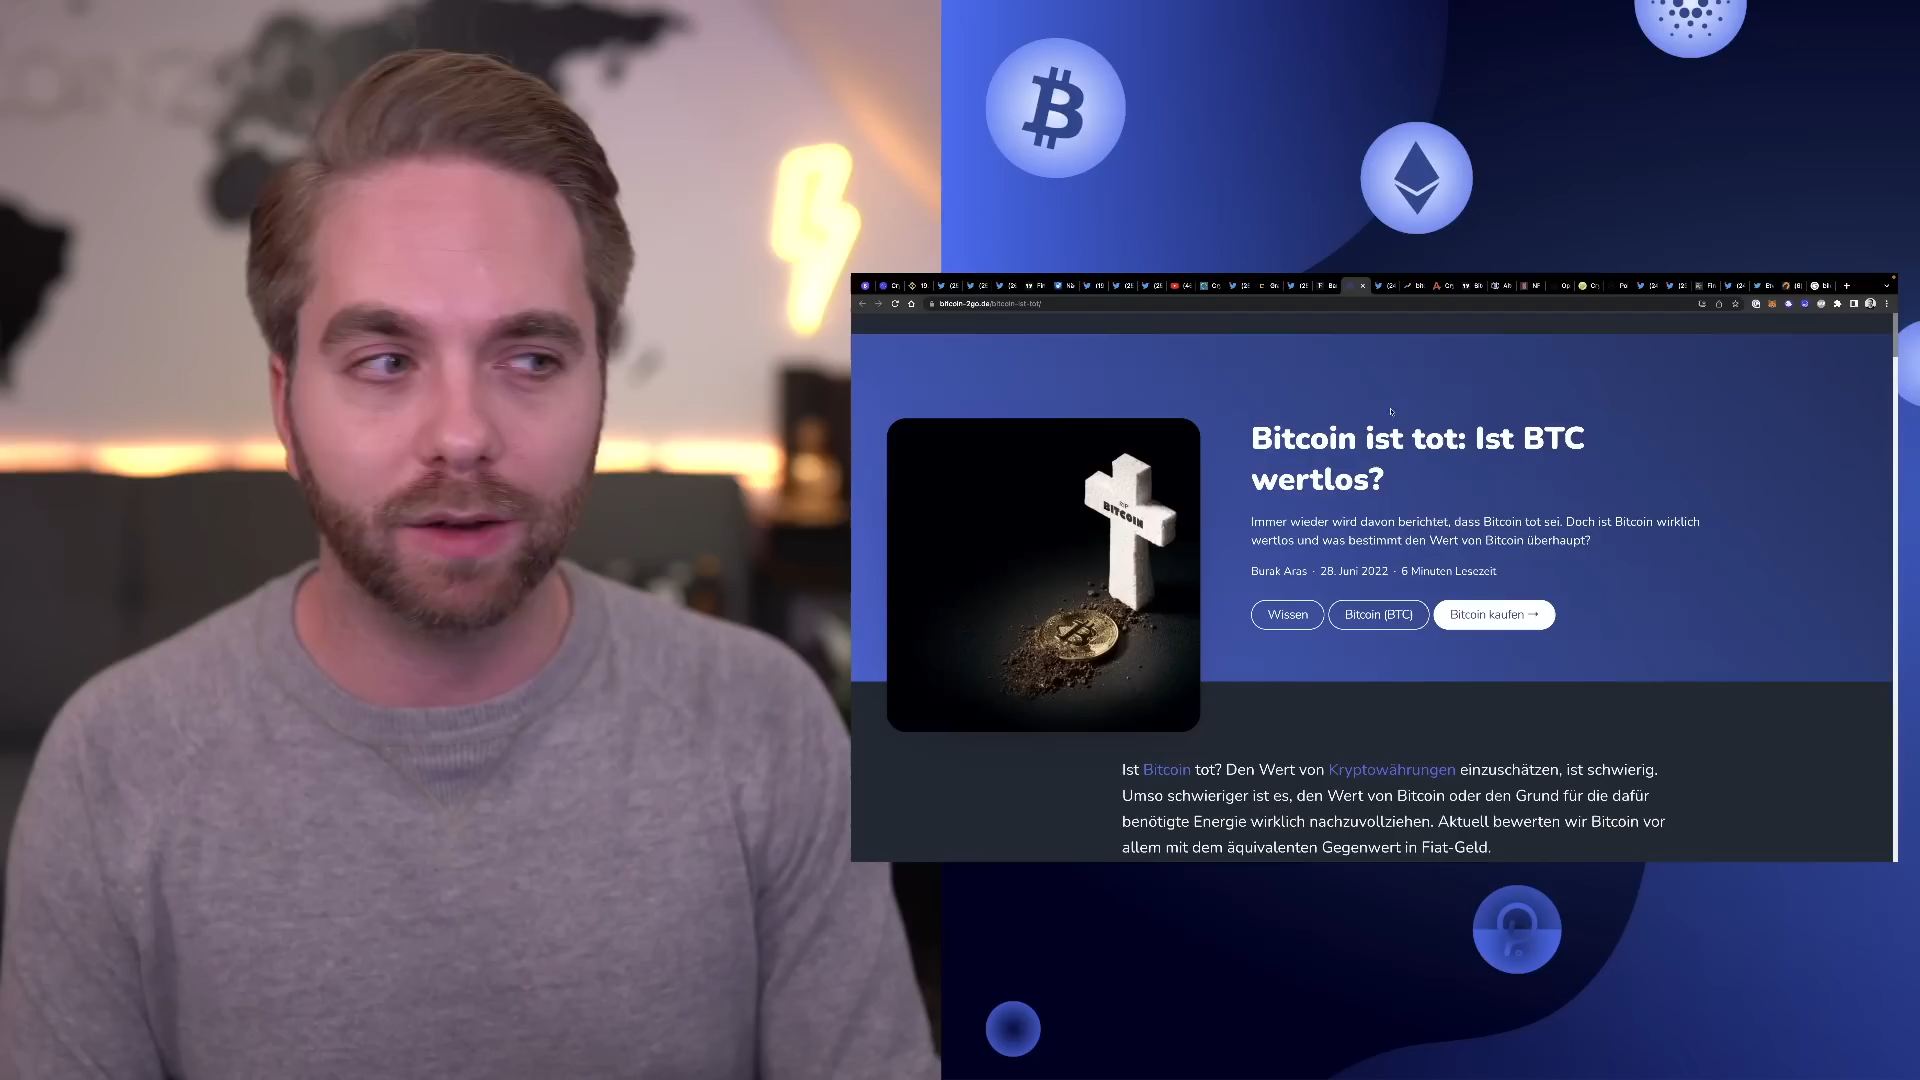 bitcoin-2go.de/bitcoin-ist-tot/
Bitcoin ist tot: Ist BTC
wertlos?
Immer wieder wird davon berichtet, dass Bitcoin tot sei. Doch ist Bitcoin wirklich
wertlos und was bestimmt den Wert von Bitcoin überhaupt?
Burak Aras · 28. Juni 2022 · 6 Minuten Lesezeit
Wissen Bitcoin (BTC) Bitcoin kaufen →
RIP
BITCOIN
Ist Bitcoin tot? Den Wert von Kryptowährungen einzuschätzen, ist schwierig.
Umso schwieriger ist es, den Wert von Bitcoin oder den Grund für die dafür
benötigte Energie wirklich nachzuvollziehen. Aktuell bewerten wir Bitcoin vor
allem mit dem äquivalenten Gegenwert in Fiat-Geld.